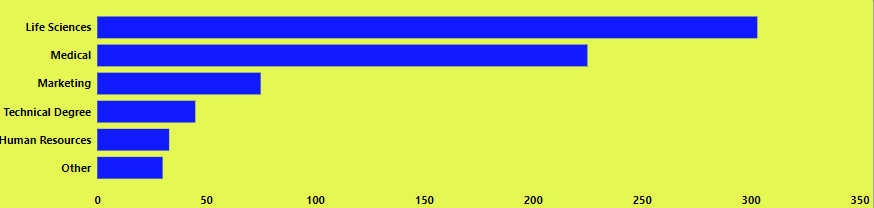 Life Sciences
Medical
Marketing
Technical Degree
Human Resources
Other
0 50 100 150 200 250 300 350